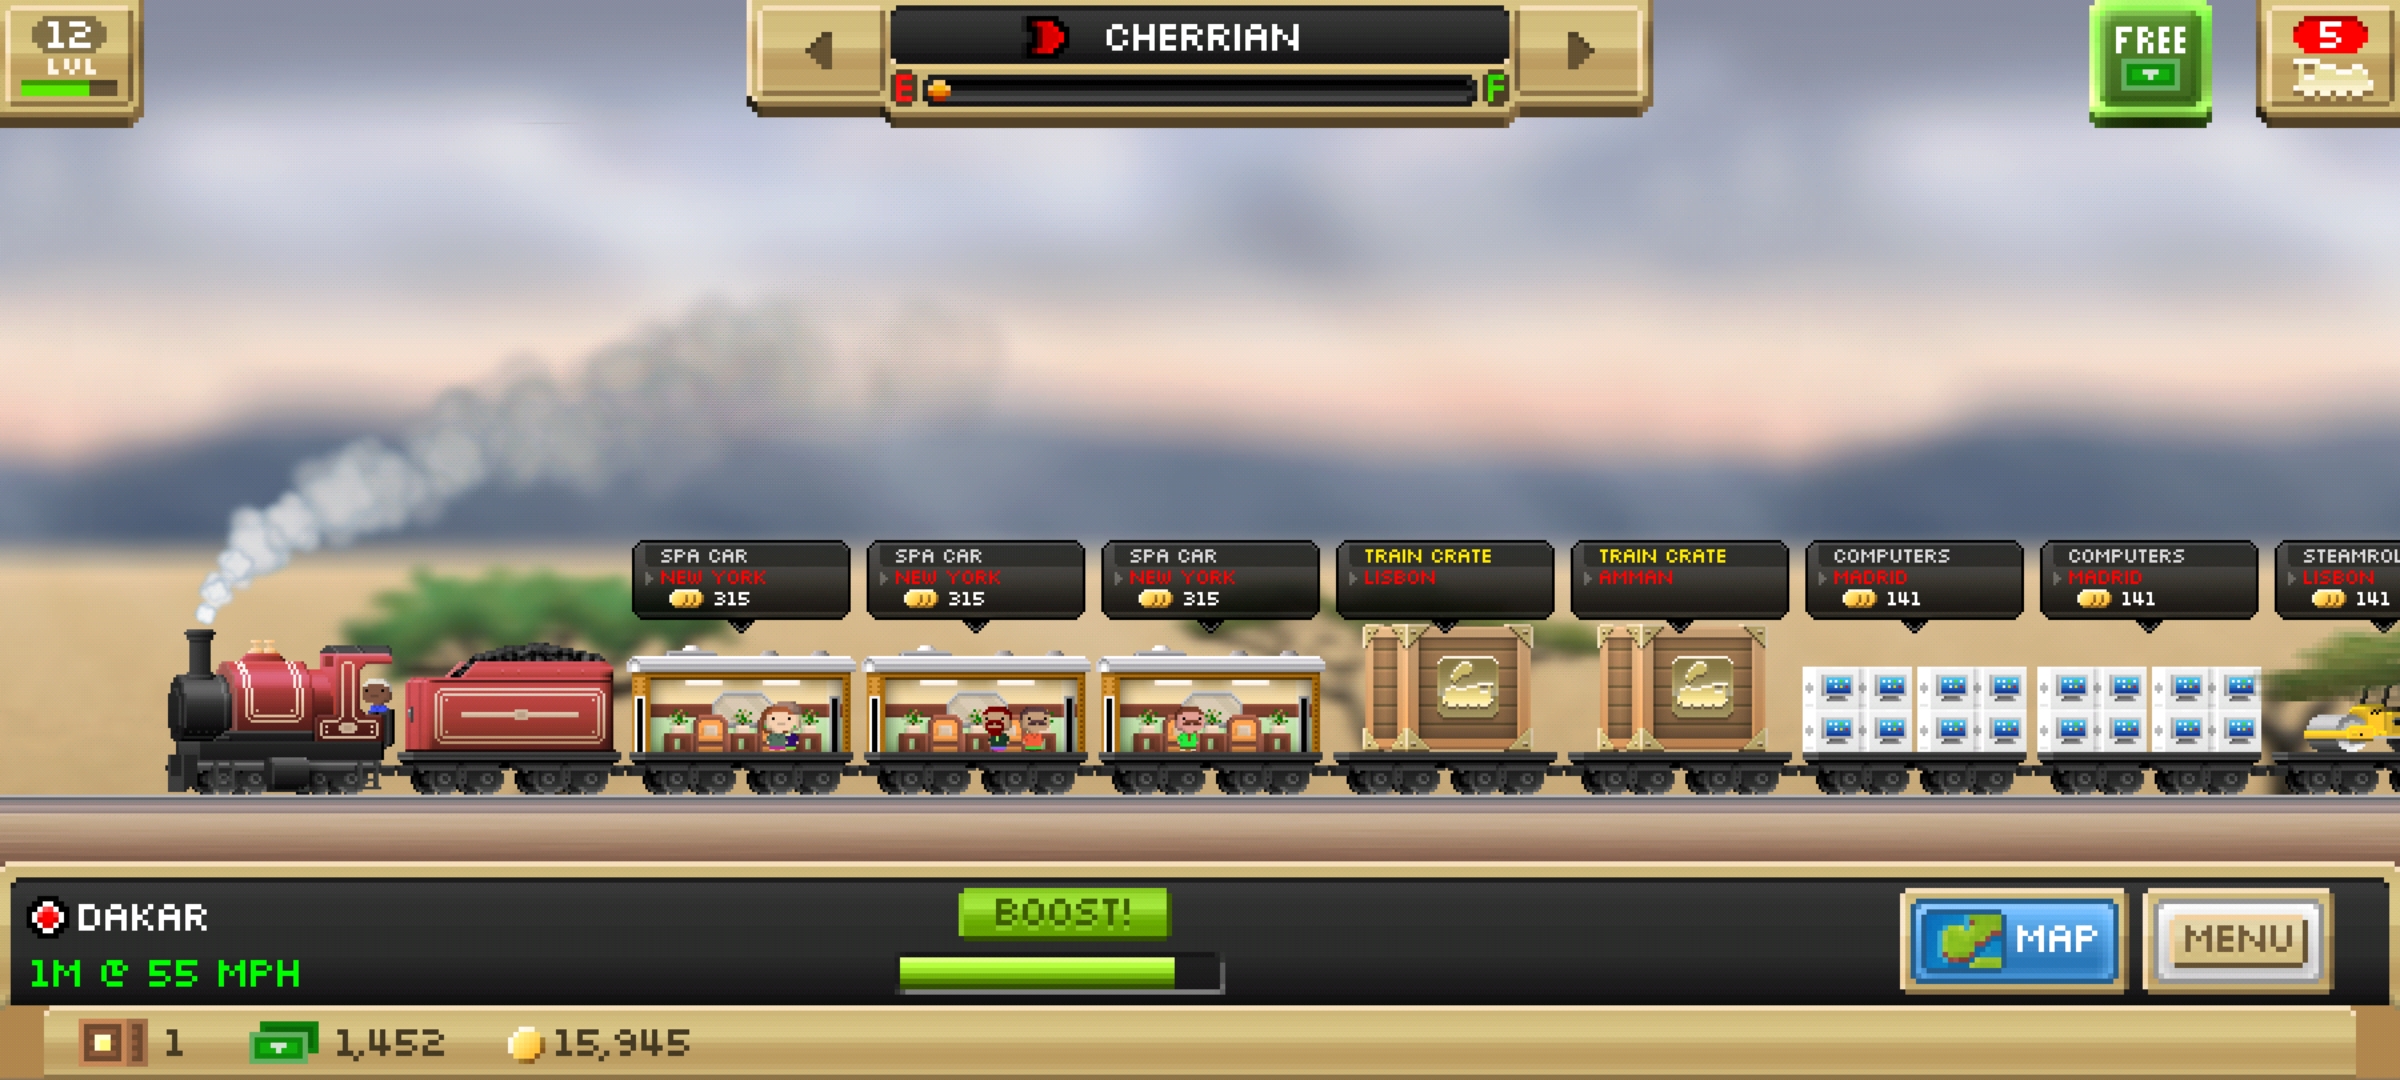 12
LVL
CHERRIAN
E F
FREE
5
SPA CAR
NEW YORK
315
SPA CAR
NEW YORK
315
SPA CAR
NEW YORK
315
TRAIN CRATE
LISBON
TRAIN CRATE
AMMAN
COMPUTERS
MADRID
141
COMPUTERS
MADRID
141
STEAMROL
LISBON
141
DAKAR
1M @ 55 MPH
BOOST!
MAP
MENU
1
1,452
15,945